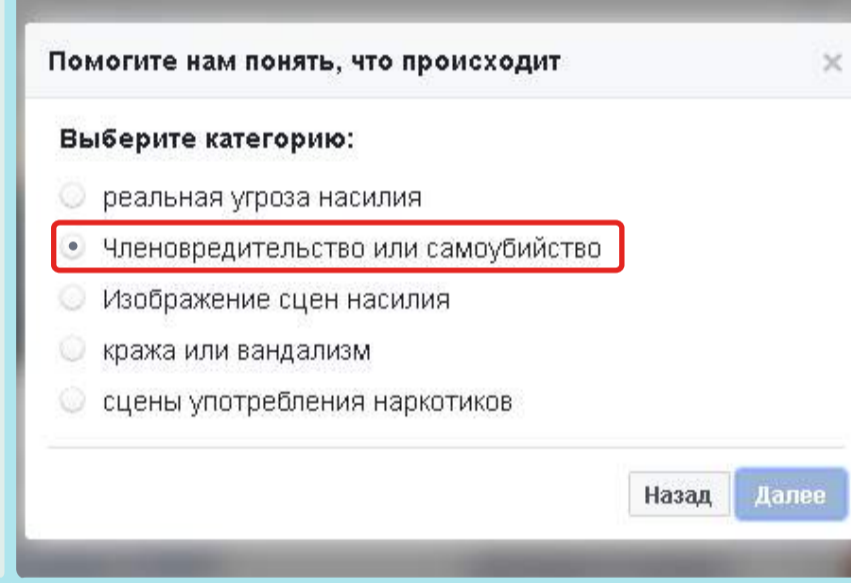 Помогите нам понять, что происходит
Выберите категорию:
реальная угроза насилия
Членовредительство или самоубийство
Изображение сцен насилия
кража или вандализм
сцены употребления наркотиков
Назад Далее